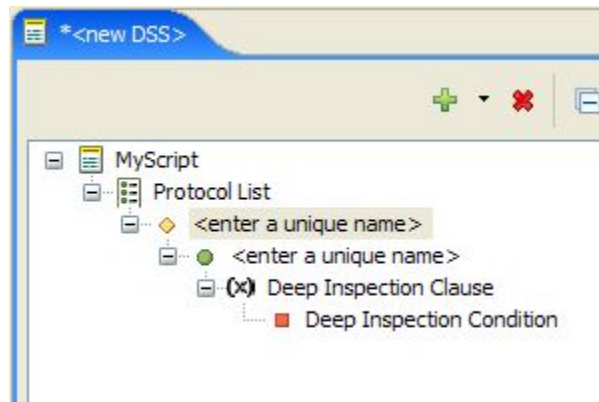 *<new DSS>
MyScript
Protocol List
<enter a unique name>
<enter a unique name>
(x) Deep Inspection Clause
Deep Inspection Condition